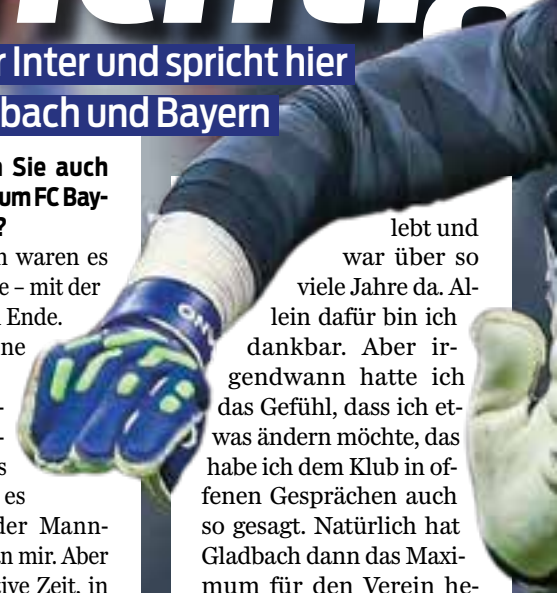 r Inter und spricht hier
bach und Bayern
n Sie auch
um FC Bay-
?
n waren es
e – mit der
Ende.
ne
-
-
s
es
der Mann-
n mir. Aber
tive Zeit, in
lebt und
war über so
viele Jahre da. Al-
lein dafür bin ich
dankbar. Aber ir-
gendwann hatte ich
das Gefühl, dass ich et-
was ändern möchte, das
habe ich dem Klub in of-
fenen Gesprächen auch
so gesagt. Natürlich hat
Gladbach dann das Maxi-
mum für den Verein he-